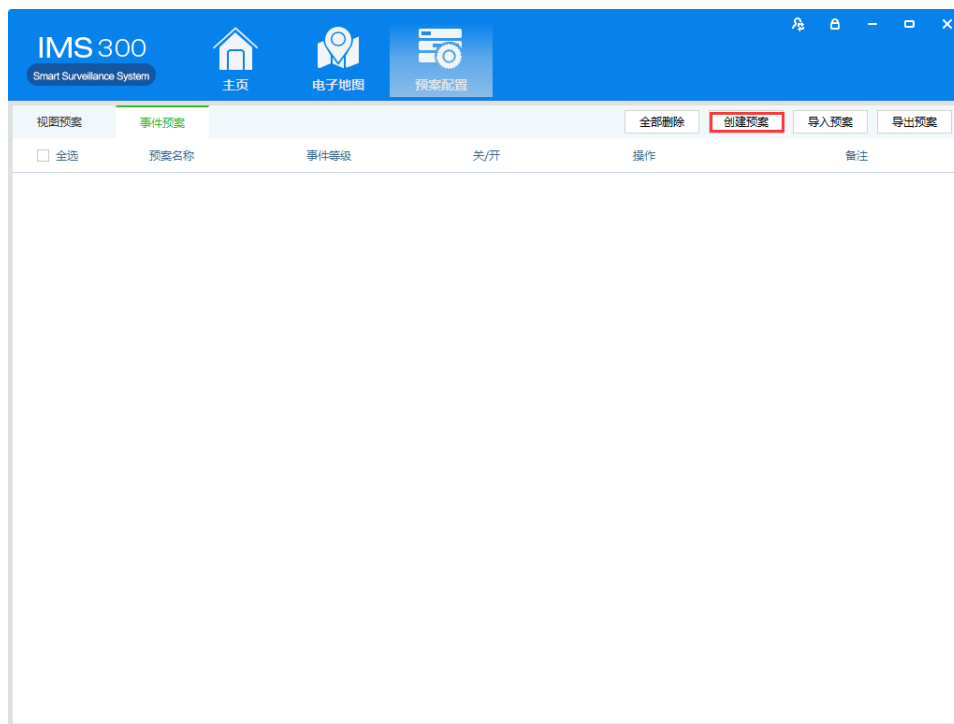 IMS 300
Smart Surveillance System
主页
电子地图
预案配置
视图预案
事件预案
全部删除
创建预案
导入预案
导出预案
全选
预案名称
事件等级
关/开
操作
备注